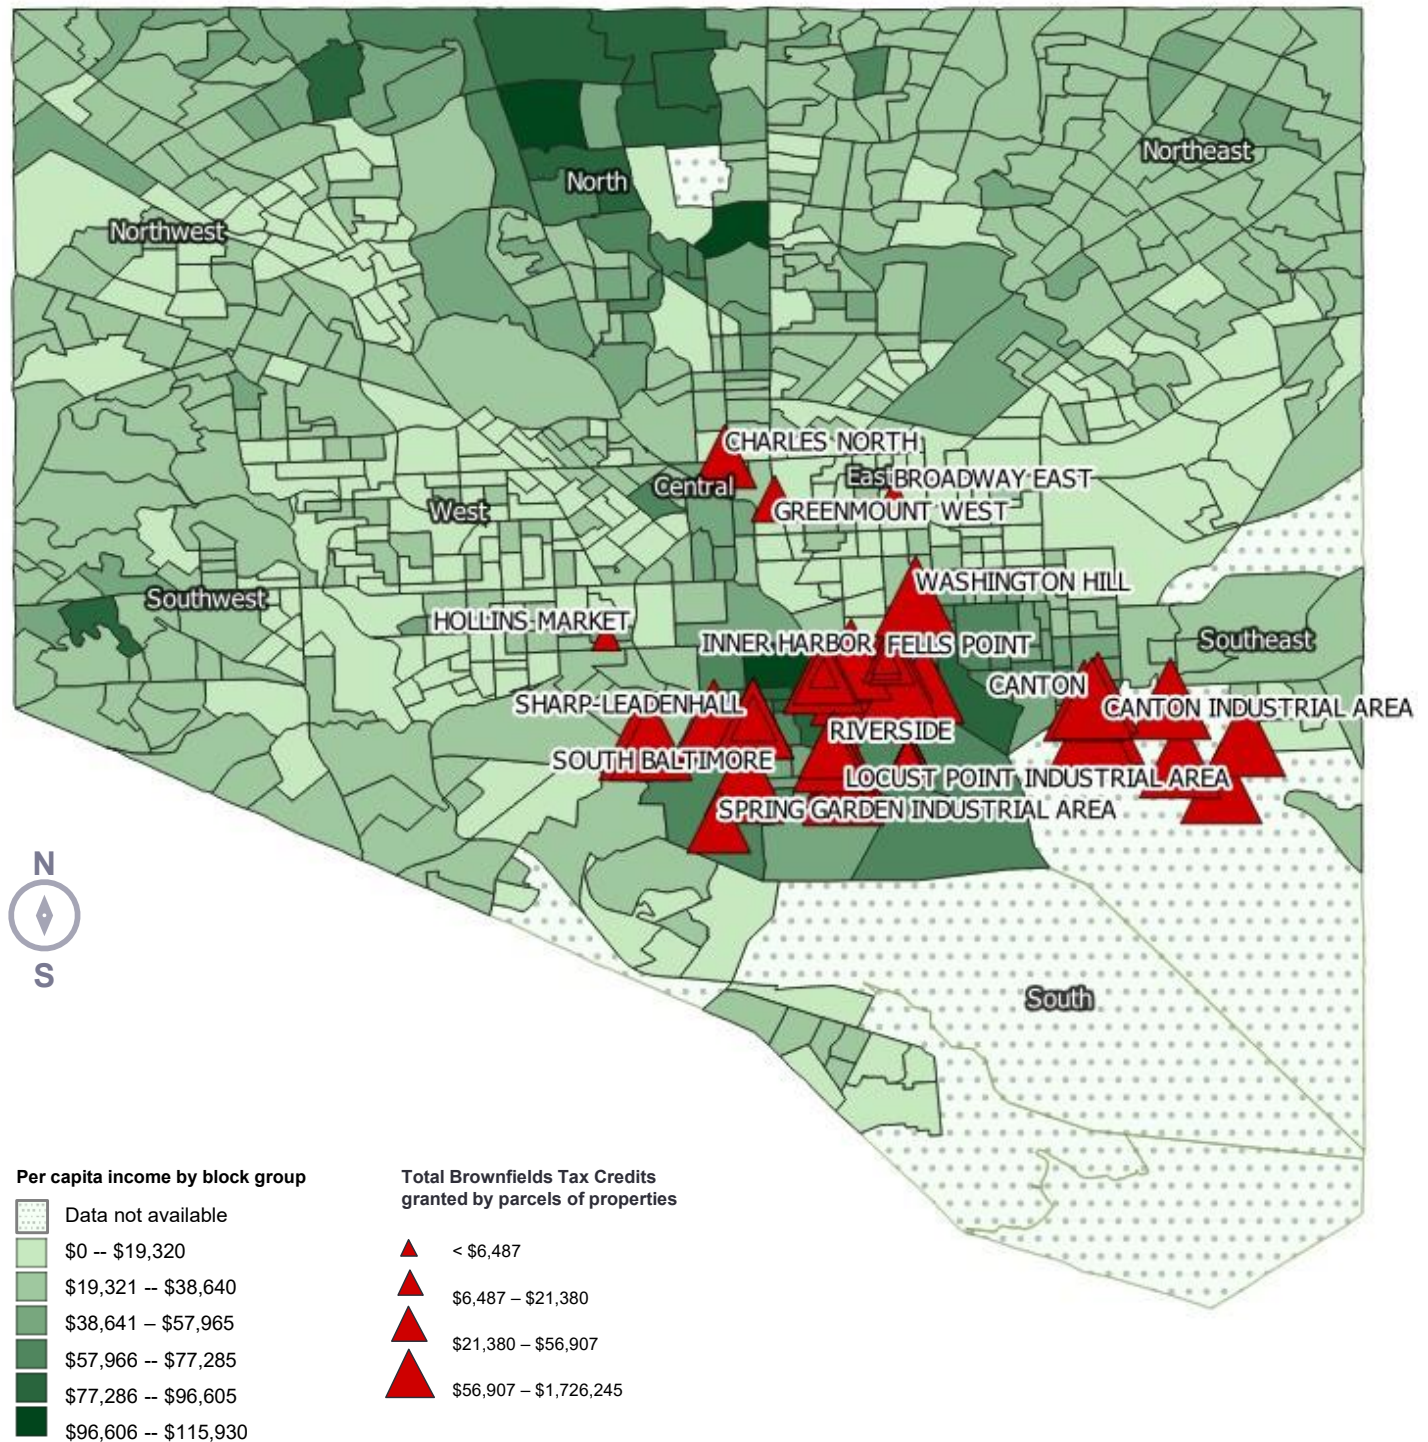 North
Northeast
Northwest
CHARLES NORTH
East
BROADWAY EAST
Central
GREENMOUNT WEST
West
WASHINGTON HILL
Southwest
HOLLINS MARKET
INNER HARBOR
FELLS POINT
Southeast
CANTON
SHARP-LEADENHALL
CANTON INDUSTRIAL AREA
RIVERSIDE
SOUTH BALTIMORE
LOCUST POINT INDUSTRIAL AREA
SPRING GARDEN INDUSTRIAL AREA
N
S
South
Per capita income by block group
Data not available
$0 -- $19,320
$19,321 -- $38,640
$38,641 – $57,965
$57,966 -- $77,285
$77,286 -- $96,605
$96,606 -- $115,930
Total Brownfields Tax Credits
granted by parcels of properties
< $6,487
$6,487 – $21,380
$21,380 – $56,907
$56,907 – $1,726,245